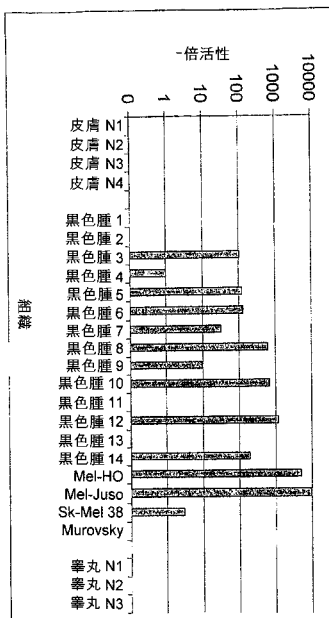 -倍活性
0 1 10 100 1000 10000
皮膚 N1
皮膚 N2
皮膚 N3
皮膚 N4
黒色腫 1
黒色腫 2
黒色腫 3
黒色腫 4
黒色腫 5
黒色腫 6
黒色腫 7
黒色腫 8
黒色腫 9
黒色腫 10
黒色腫 11
黒色腫 12
黒色腫 13
黒色腫 14
Mel-HO
Mel-Juso
Sk-Mel 38
Murovsky
睾丸 N1
睾丸 N2
睾丸 N3
組織